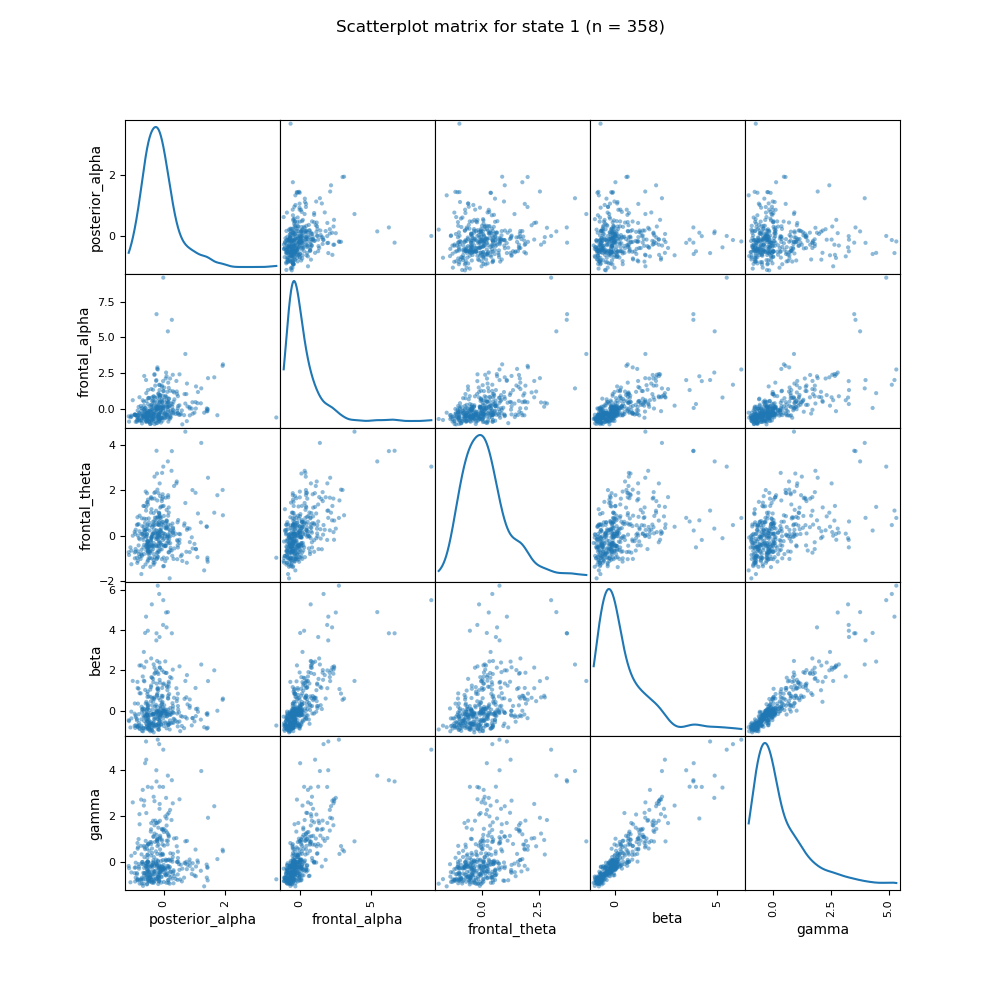 Scatterplot matrix for state 1 (n = 358)
posterior_alpha
2
0
frontal_alpha
7.5
5.0
2.5
0.0
frontal_theta
4
2
0
−2
beta
6
4
2
0
gamma
4
2
0
0 2
0 5
0.0 2.5
0 5
0.0 2.5 5.0
posterior_alpha
frontal_alpha
frontal_theta
beta
gamma